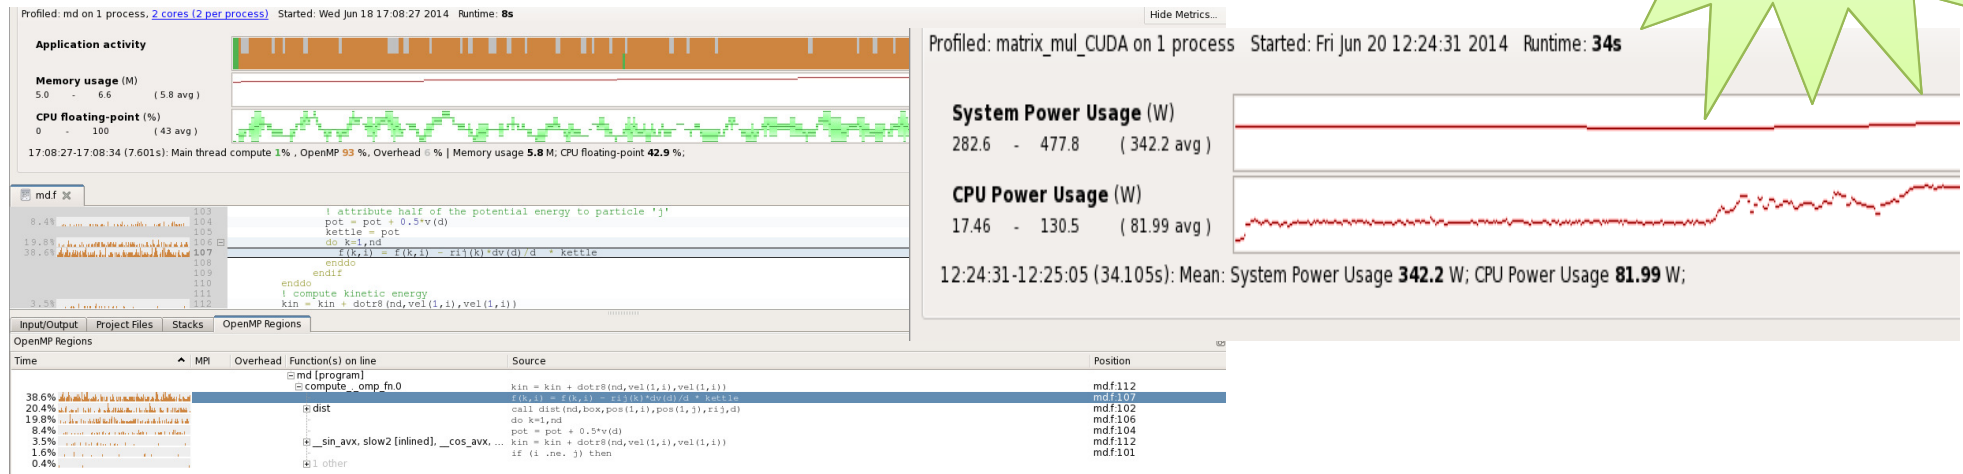 Profiled: md on 1 process, 2 cores (2 per process) Started: Wed Jun 18 17:08:27 2014 Runtime: 8s
Hide Metrics...
Application activity
Memory usage (M)
5.0 - 6.6 ( 5.8 avg )
CPU floating-point (%)
0 - 100 ( 43 avg )
17:08:27-17:08:34 (7.601s): Main thread compute 1% , OpenMP 93 %, Overhead 6 % | Memory usage 5.8 M; CPU floating-point 42.9 %;
Profiled: matrix_mul_CUDA on 1 process Started: Fri Jun 20 12:24:31 2014 Runtime: 34s
System Power Usage (W)
282.6 - 477.8 ( 342.2 avg )
CPU Power Usage (W)
17.46 - 130.5 ( 81.99 avg )
12:24:31-12:25:05 (34.105s): Mean: System Power Usage 342.2 W; CPU Power Usage 81.99 W;
md.f
103 ! attribute half of the potential energy to particle 'j'
8.4% 104 pot = pot + 0.5*v(d)
105 kettle = pot
19.8% 106 do k=1,nd
38.6% 107 f(k,i) = f(k,i) - rij(k)*dv(d)/d * kettle
108 enddo
109 endif
110 enddo
111 ! compute kinetic energy
3.5% 112 kin = kin + dotr8(nd,vel(1,i),vel(1,i))
Input/Output Project Files Stacks OpenMP Regions
OpenMP Regions
Time MPI Overhead Function(s) on line Source Position
md [program]
compute_._omp_fn.0 kin = kin + dotr8(nd,vel(1,i),vel(1,i)) md.f:112
38.6% f(k,i) = f(k,i) - rij(k)*dv(d)/d * kettle md.f:107
20.4% dist call dist(nd,box,pos(1,i),pos(1,j),rij,d) md.f:102
19.8% do k=1,nd md.f:106
8.4% pot = pot + 0.5*v(d) md.f:104
3.5% __sin_avx, slow2 [inlined], __cos_avx, ... kin = kin + dotr8(nd,vel(1,i),vel(1,i)) md.f:112
1.6% if (i .ne. j) then md.f:101
0.4% 1 other